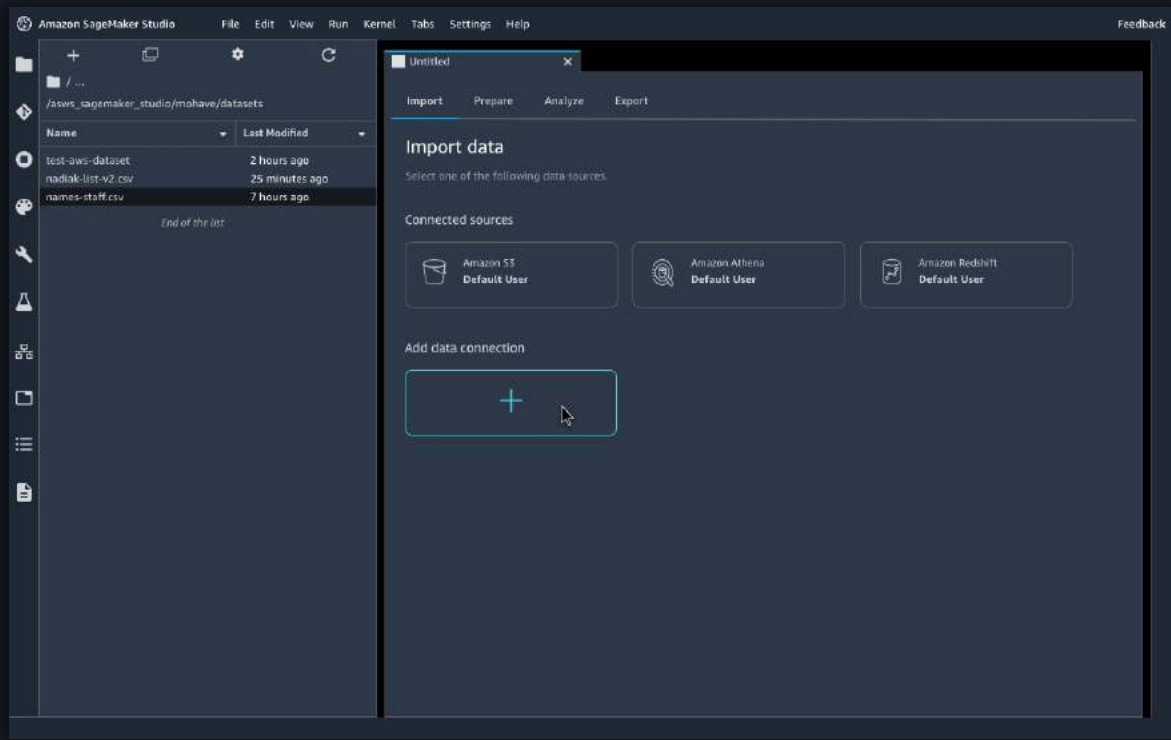 Amazon SageMaker Studio File Edit View Run Kernel Tabs Settings Help Feedback
/ ...
/asws_sagemaker_studio/mohave/datasets
Name Last Modified
test-aws-dataset 2 hours ago
nadiak-list-v2.csv 25 minutes ago
names-staff.csv 7 hours ago
End of the list
Untitled
Import Prepare Analyze Export
Import data
Select one of the following data sources
Connected sources
Amazon S3
Default User
Amazon Athena
Default User
Amazon Redshift
Default User
Add data connection